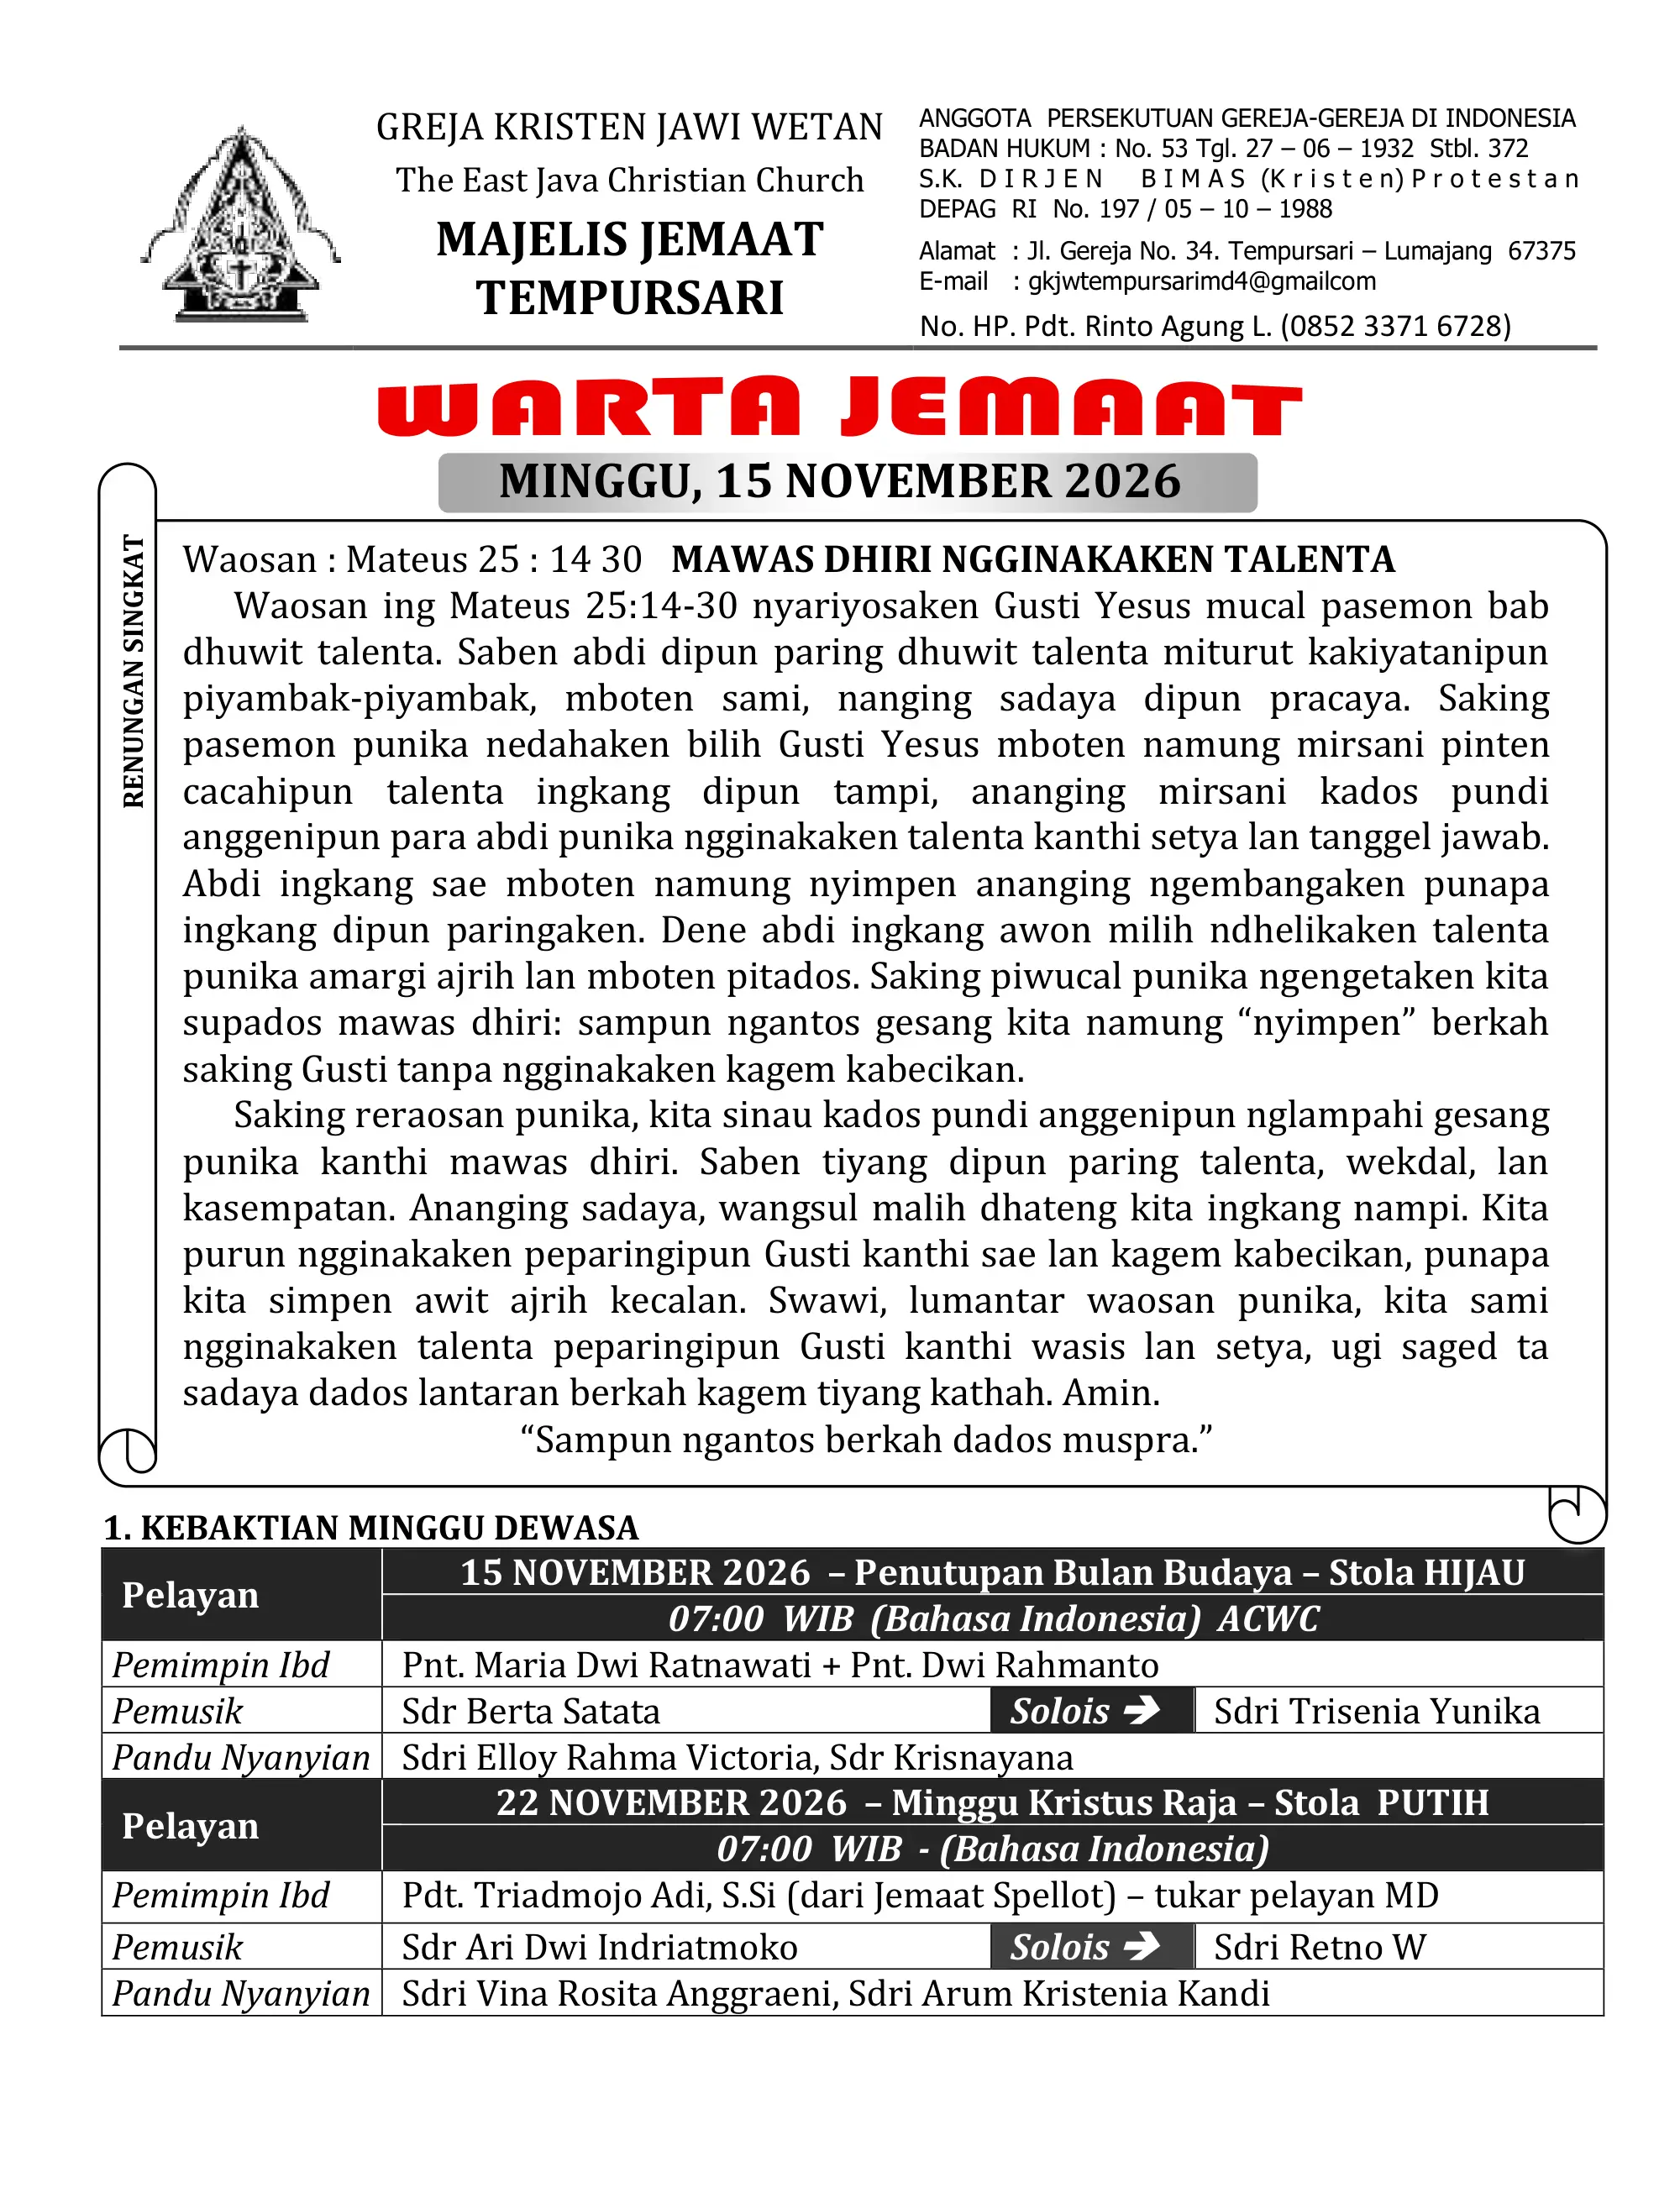 GREJA KRISTEN JAWI WETAN
The East Java Christian Church
MAJELIS JEMAAT
TEMPURSARI
ANGGOTA PERSEKUTUAN GEREJA-GEREJA DI INDONESIA
BADAN HUKUM : No. 53 Tgl. 27 – 06 – 1932 Stbl. 372
S.K. D I R J E N B I M A S (K r i s t e n) P r o t e s t a n
DEPAG RI No. 197 / 05 – 10 – 1988
Alamat : Jl. Gereja No. 34. Tempursari – Lumajang 67375
E-mail : gkjwtempursarimd4@gmailcom
No. HP. Pdt. Rinto Agung L. (0852 3371 6728)
WARTA JEMAAT
MINGGU, 15 NOVEMBER 2026
RENUNGAN SINGKAT
Waosan : Mateus 25 : 14 30 MAWAS DHIRI NGGINAKAKEN TALENTA
Waosan ing Mateus 25:14-30 nyariyosaken Gusti Yesus mucal pasemon bab
dhuwit talenta. Saben abdi dipun paring dhuwit talenta miturut kakiyatanipun
piyambak-piyambak, mboten sami, nanging sadaya dipun pracaya. Saking
pasemon punika nedahaken bilih Gusti Yesus mboten namung mirsani pinten
cacahipun talenta ingkang dipun tampi, ananging mirsani kados pundi
anggenipun para abdi punika ngginakaken talenta kanthi setya lan tanggel jawab.
Abdi ingkang sae mboten namung nyimpen ananging ngembangaken punapa
ingkang dipun paringaken. Dene abdi ingkang awon milih ndhelikaken talenta
punika amargi ajrih lan mboten pitados. Saking piwucal punika ngengetaken kita
supados mawas dhiri: sampun ngantos gesang kita namung “nyimpen” berkah
saking Gusti tanpa ngginakaken kagem kabecikan.
Saking reraosan punika, kita sinau kados pundi anggenipun nglampahi gesang
punika kanthi mawas dhiri. Saben tiyang dipun paring talenta, wekdal, lan
kasempatan. Ananging sadaya, wangsul malih dhateng kita ingkang nampi. Kita
purun ngginakaken peparingipun Gusti kanthi sae lan kagem kabecikan, punapa
kita simpen awit ajrih kecalan. Swawi, lumantar waosan punika, kita sami
ngginakaken talenta peparingipun Gusti kanthi wasis lan setya, ugi saged ta
sadaya dados lantaran berkah kagem tiyang kathah. Amin.
“Sampun ngantos berkah dados muspra.”
1. KEBAKTIAN MINGGU DEWASA
Pelayan
15 NOVEMBER 2026 – Penutupan Bulan Budaya – Stola HIJAU
07:00 WIB (Bahasa Indonesia) ACWC
Pemimpin Ibd Pnt. Maria Dwi Ratnawati + Pnt. Dwi Rahmanto
Pemusik Sdr Berta Satata Solois ➔ Sdri Trisenia Yunika
Pandu Nyanyian Sdri Elloy Rahma Victoria, Sdr Krisnayana
Pelayan
22 NOVEMBER 2026 – Minggu Kristus Raja – Stola PUTIH
07:00 WIB - (Bahasa Indonesia)
Pemimpin Ibd Pdt. Triadmojo Adi, S.Si (dari Jemaat Spellot) – tukar pelayan MD
Pemusik Sdr Ari Dwi Indriatmoko Solois ➔ Sdri Retno W
Pandu Nyanyian Sdri Vina Rosita Anggraeni, Sdri Arum Kristenia Kandi